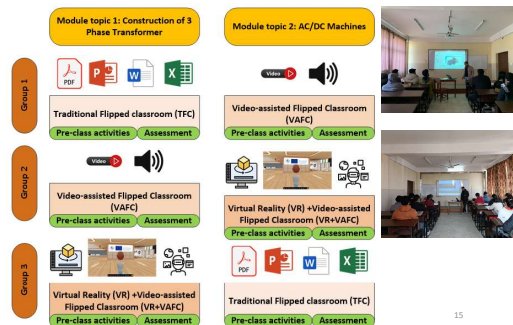 Module topic 1: Construction of 3
Phase Transformer
Module topic 2: AC/DC Machines
Group 1
PDF
P
W
X
Traditional Flipped classroom (TFC)
Pre-class activities
Assessment
Video
Video-assisted Flipped Classroom
(VAFC)
Pre-class activities
Assessment
Group 2
Video
Video-assisted Flipped Classroom
(VAFC)
Pre-class activities
Assessment
Virtual Reality (VR) +Video-assisted
Flipped Classroom (VR+VAFC)
Pre-class activities
Assessment
Group 3
Virtual Reality (VR) +Video-assisted
Flipped Classroom (VR+VAFC)
Pre-class activities
Assessment
PDF
P
W
X
Traditional Flipped classroom (TFC)
Pre-class activities
Assessment
15